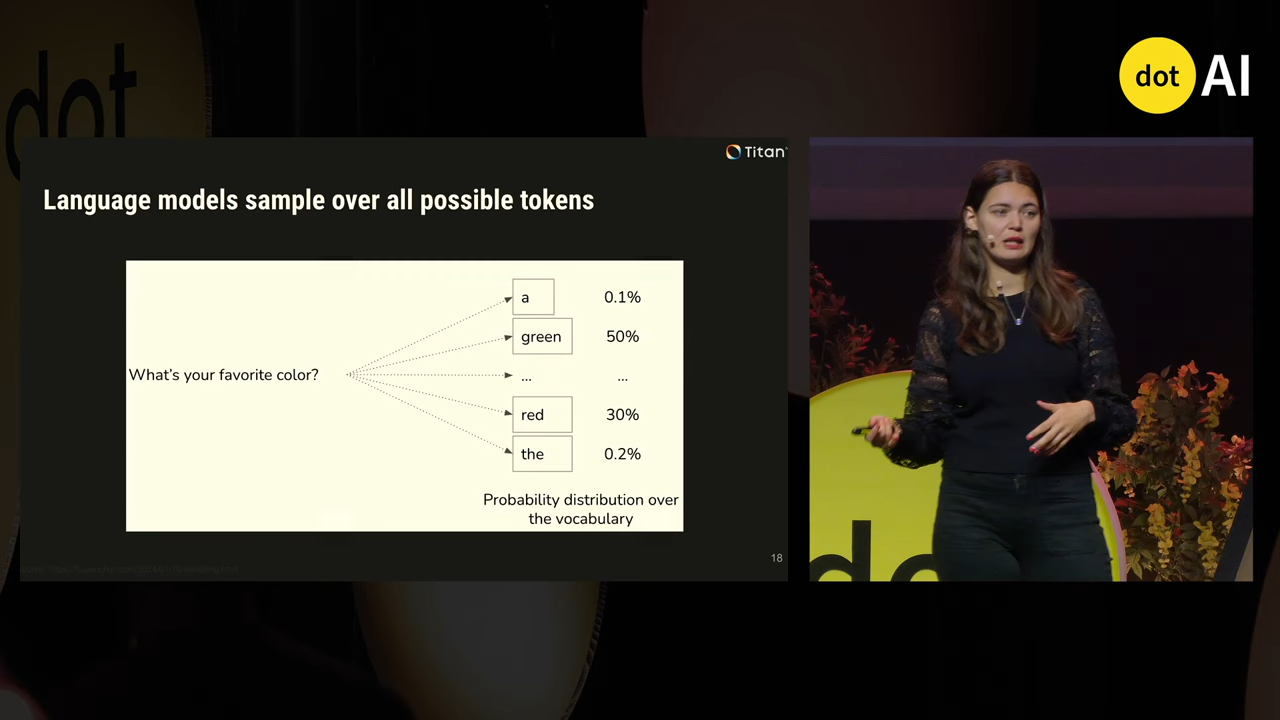 dot
dot AI
Titan
Language models sample over all possible tokens
What's your favorite color?
a 0.1%
green 50%
... ...
red 30%
the 0.2%
Probability distribution over
the vocabulary
18